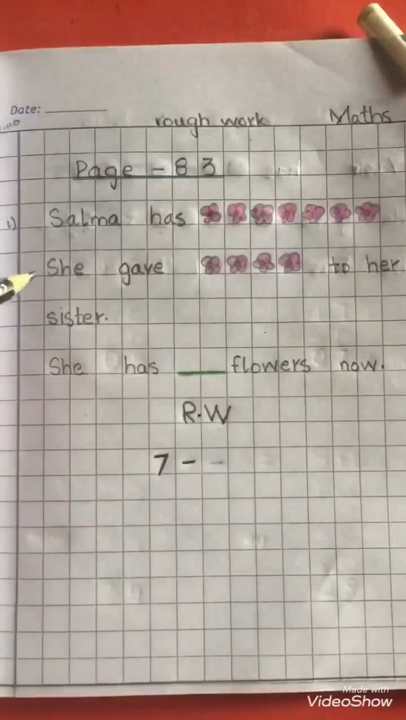 Date:
rough work Maths
Page - 83
1) Salma has
She gave to her
sister.
She has ___ flowers now.
R.W
7 -
Made with
VideoShow